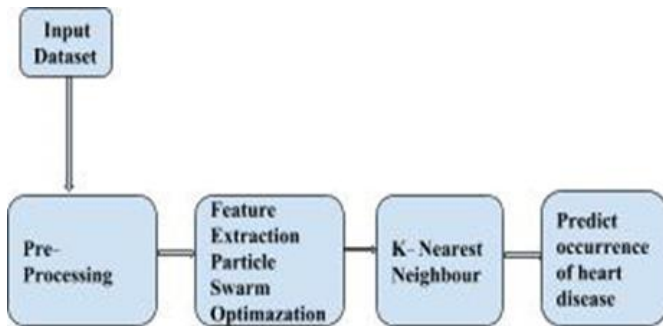 Input
Dataset
Pre-
Processing
Feature
Extraction
Particle
Swarm
Optimazation
K- Nearest
Neighbour
Predict
occurrence
of heart
disease